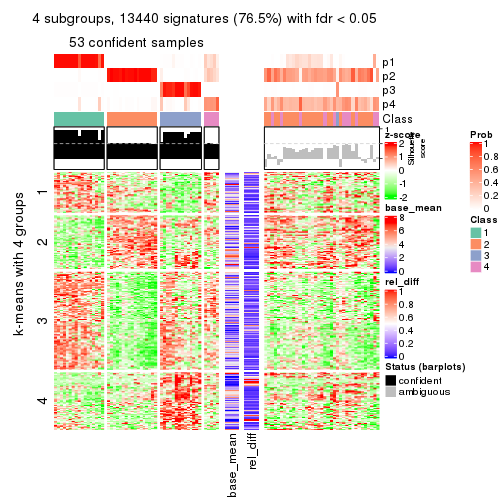 4 subgroups, 13440 signatures (76.5%) with fdr < 0.05
53 confident samples
p1
p2
p3
p4
Class
1
Silhouette
score
k-means with 4 groups
1
2
3
4
base_mean
rel_diff
z-score
2
1
0
-1
-2
base_mean
8
6
4
2
0
rel_diff
1
0.8
0.6
0.4
0.2
0
Status (barplots)
confident
ambiguous
Prob
1
0.8
0.6
0.4
0.2
0
Class
1
2
3
4